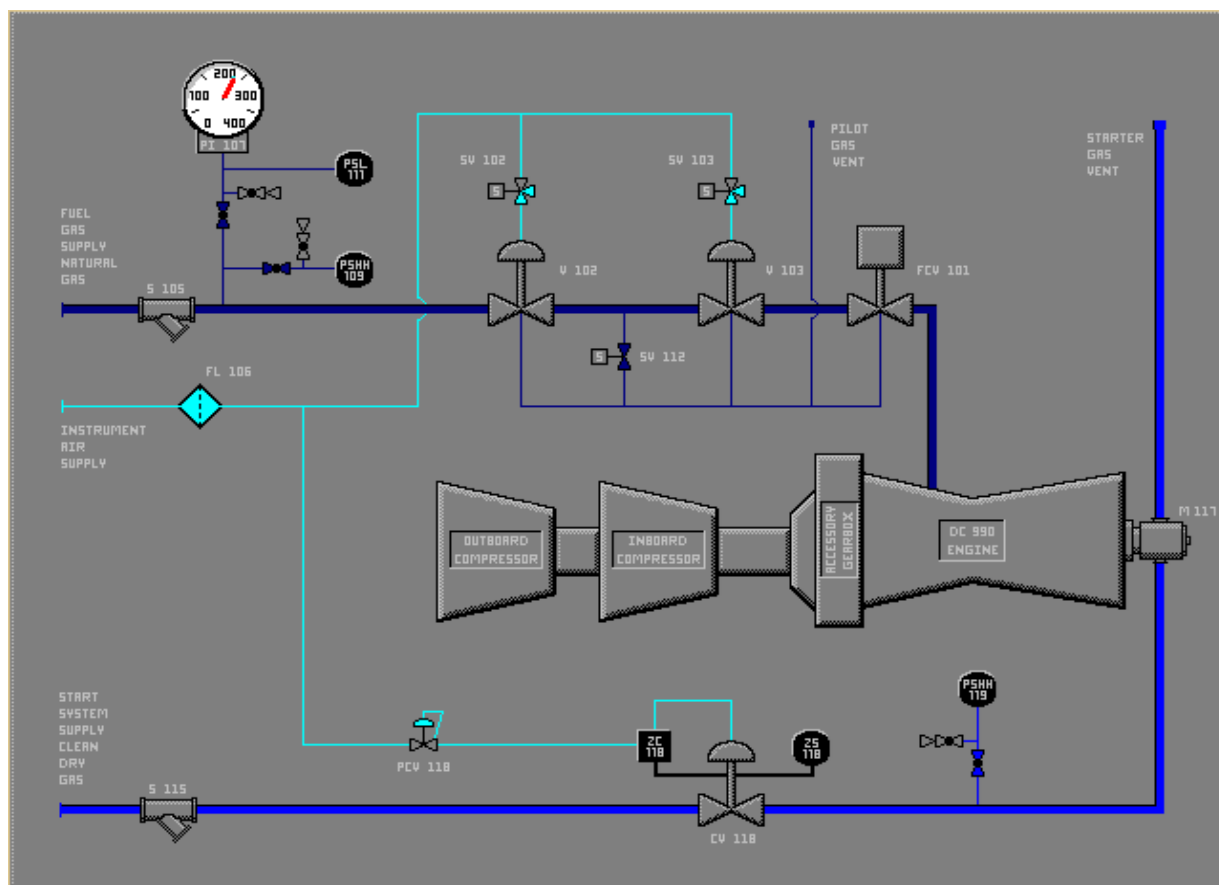 200
100 300
0 400
PI 107
PSL
111
SV 102
SV 103
PILOT
GAS
VENT
STARTER
GAS
VENT
FUEL
GAS
SUPPLY
NATURAL
GAS
PSHH
109
S
S
V 102
V 103
FCV 101
S 105
S
SV 112
FL 106
INSTRUMENT
AIR
SUPPLY
OUTBOARD
COMPRESSOR
INBOARD
COMPRESSOR
ACCESSORY
GEARBOX
DC 990
ENGINE
M 117
START
SYSTEM
SUPPLY
CLEAN
DRY
GAS
PSHH
119
ZC
118
ZS
118
PCV 118
S 115
CV 118